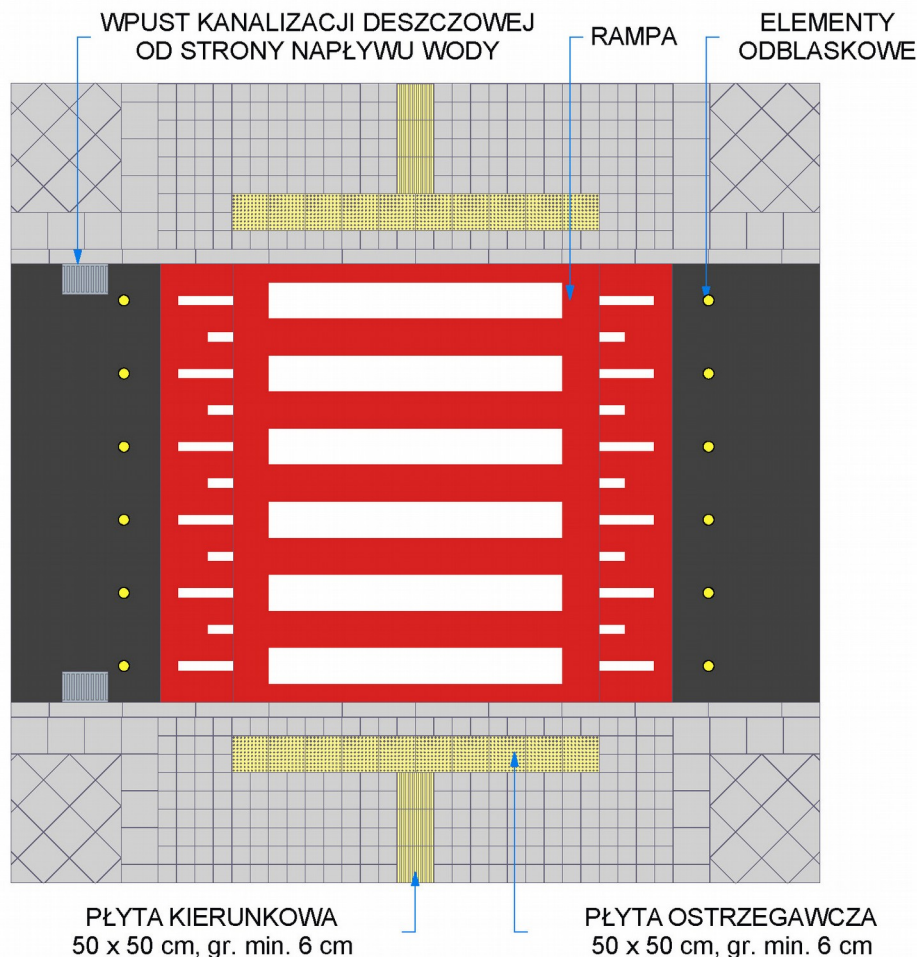 WPUST KANALIZACJI DESZCZOWEJ
OD STRONY NAPŁYWU WODY
RAMPA
ELEMENTY
ODBLASKOWE
PŁYTA KIERUNKOWA
50 x 50 cm, gr. min. 6 cm
PŁYTA OSTRZEGAWCZA
50 x 50 cm, gr. min. 6 cm